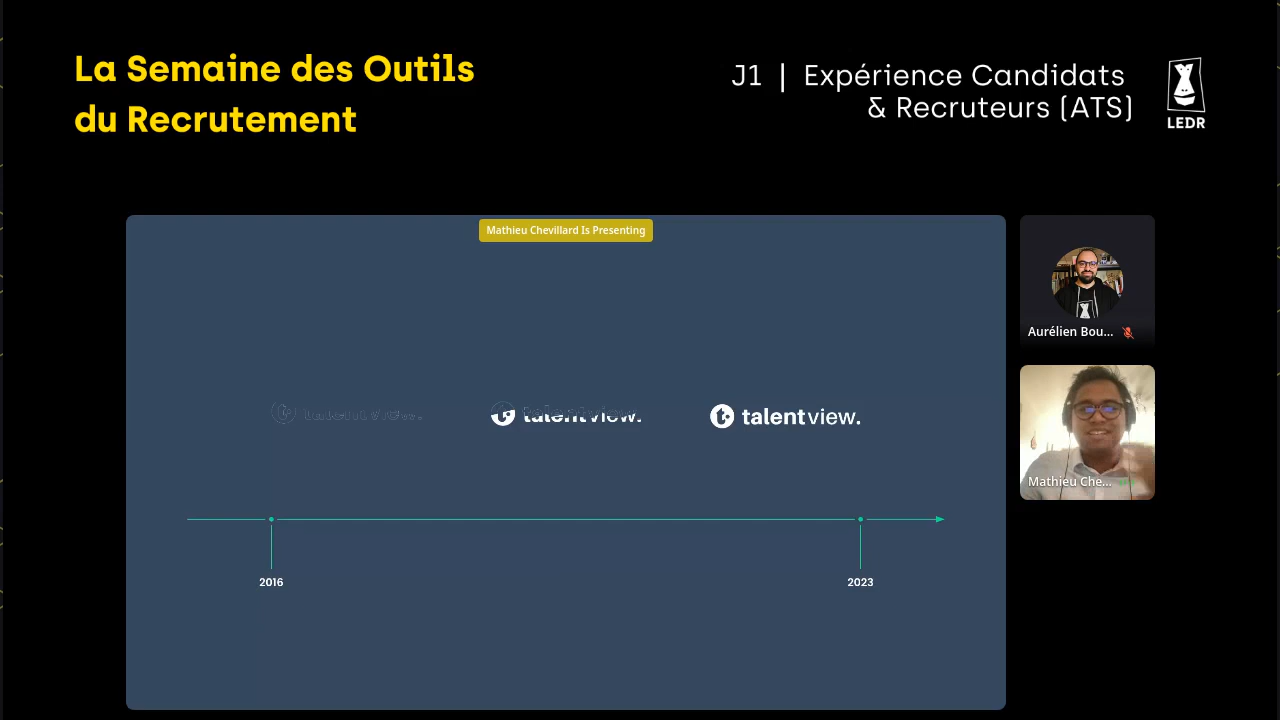 La Semaine des Outils
du Recrutement
J1 | Expérience Candidats
& Recruteurs (ATS)
LEDR
Mathieu Chevillard Is Presenting
Aurélien Bou...
Mathieu Che...
talentview.
talentview.
2016
2023